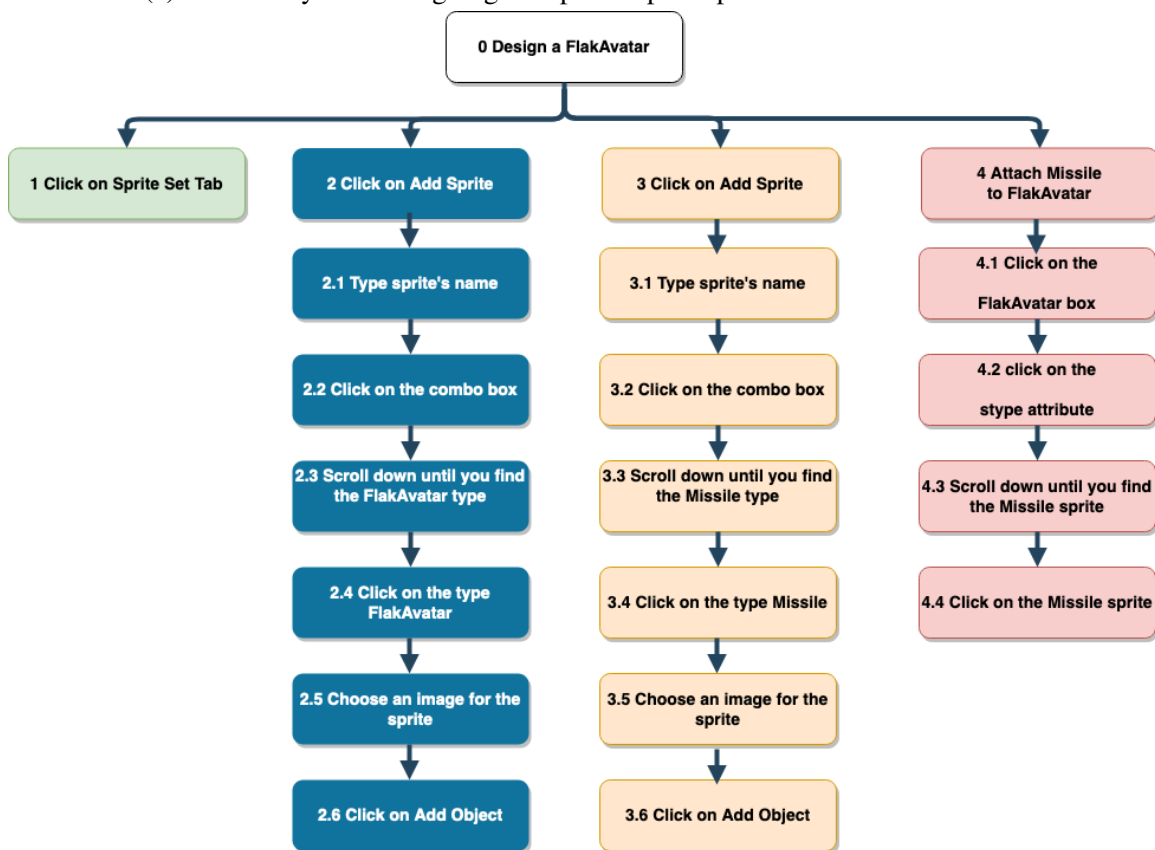 0 Design a FlakAvatar
1 Click on Sprite Set Tab
2 Click on Add Sprite
2.1 Type sprite's name
2.2 Click on the combo box
2.3 Scroll down until you find
the FlakAvatar type
2.4 Click on the type
FlakAvatar
2.5 Choose an image for the
sprite
2.6 Click on Add Object
3 Click on Add Sprite
3.1 Type sprite's name
3.2 Click on the combo box
3.3 Scroll down until you find
the Missile type
3.4 Click on the type Missile
3.5 Choose an image for the
sprite
3.6 Click on Add Object
4 Attach Missile
to FlakAvatar
4.1 Click on the
FlakAvatar box
4.2 click on the
stype attribute
4.3 Scroll down until you find
the Missile sprite
4.4 Click on the Missile sprite